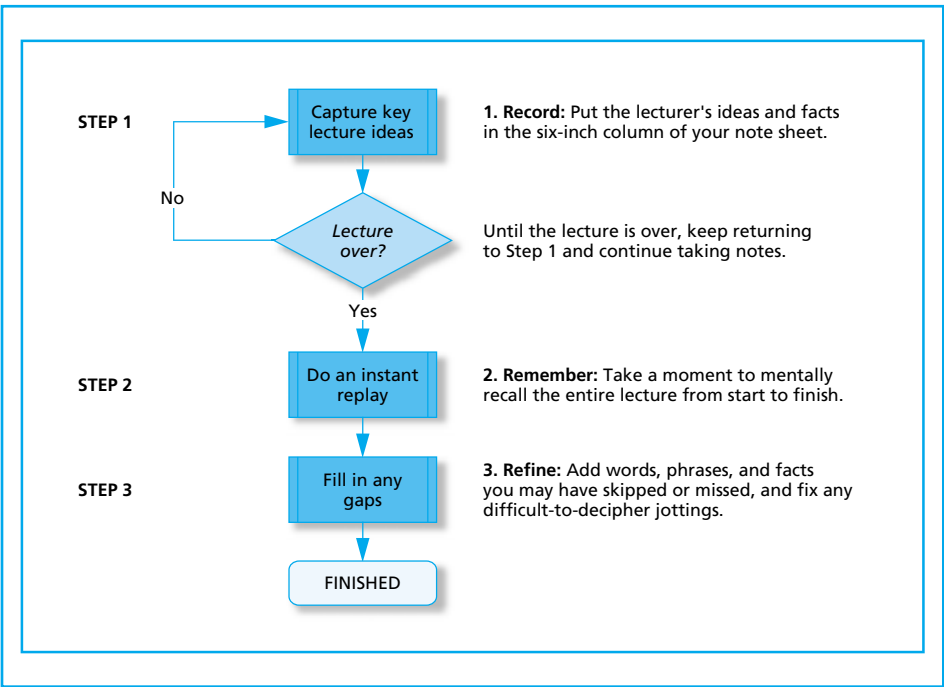 STEP 1
Capture key
lecture ideas
1. Record: Put the lecturer's ideas and facts
in the six-inch column of your note sheet.
No
Lecture
over?
Until the lecture is over, keep returning
to Step 1 and continue taking notes.
Yes
STEP 2
Do an instant
replay
2. Remember: Take a moment to mentally
recall the entire lecture from start to finish.
STEP 3
Fill in any
gaps
3. Refine: Add words, phrases, and facts
you may have skipped or missed, and fix any
difficult-to-decipher jottings.
FINISHED